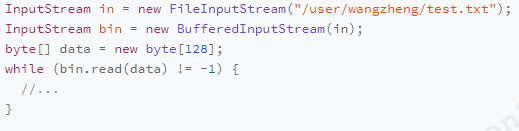 InputStream in = new FileInputStream("/user/wangzheng/test.txt");
InputStream bin = new BufferedInputStream(in);
byte[] data = new byte[128];
while (bin.read(data) != -1) {
  //...
}